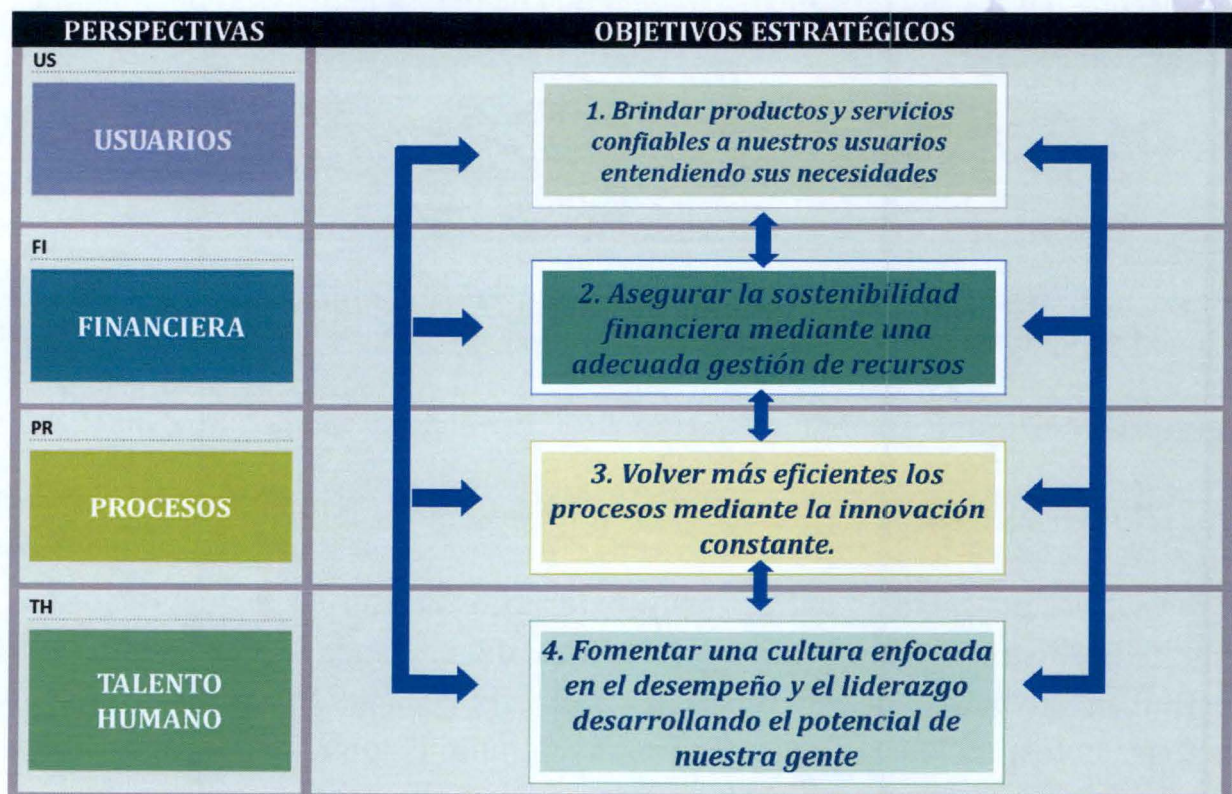 PERSPECTIVAS
OBJETIVOS ESTRATÉGICOS
US
USUARIOS
1. Brindar productos y servicios
confiables a nuestros usuarios
entendiendo sus necesidades
FI
FINANCIERA
2. Asegurar la sostenibilidad
financiera mediante una
adecuada gestión de recursos
PR
PROCESOS
3. Volver más eficientes los
procesos mediante la innovación
constante.
TH
TALENTO
HUMANO
4. Fomentar una cultura enfocada
en el desempeño y el liderazgo
desarrollando el potencial de
nuestra gente